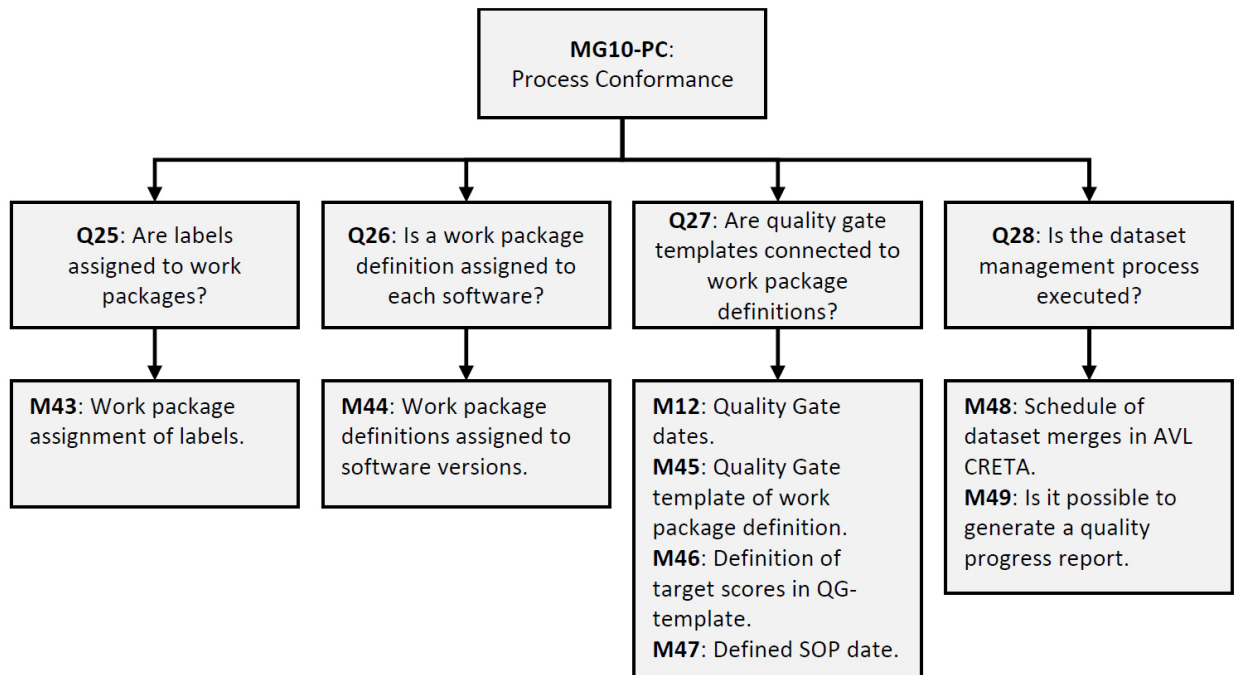 MG10-PC:
Process Conformance
Q25: Are labels
assigned to work
packages?
Q26: Is a work package
definition assigned to
each software?
Q27: Are quality gate
templates connected to
work package
definitions?
Q28: Is the dataset
management process
executed?
M43: Work package
assignment of labels.
M44: Work package
definitions assigned to
software versions.
M12: Quality Gate
dates.
M45: Quality Gate
template of work
package definition.
M46: Definition of
target scores in QG-
template.
M47: Defined SOP date.
M48: Schedule of
dataset merges in AVL
CRETA.
M49: Is it possible to
generate a quality
progress report.